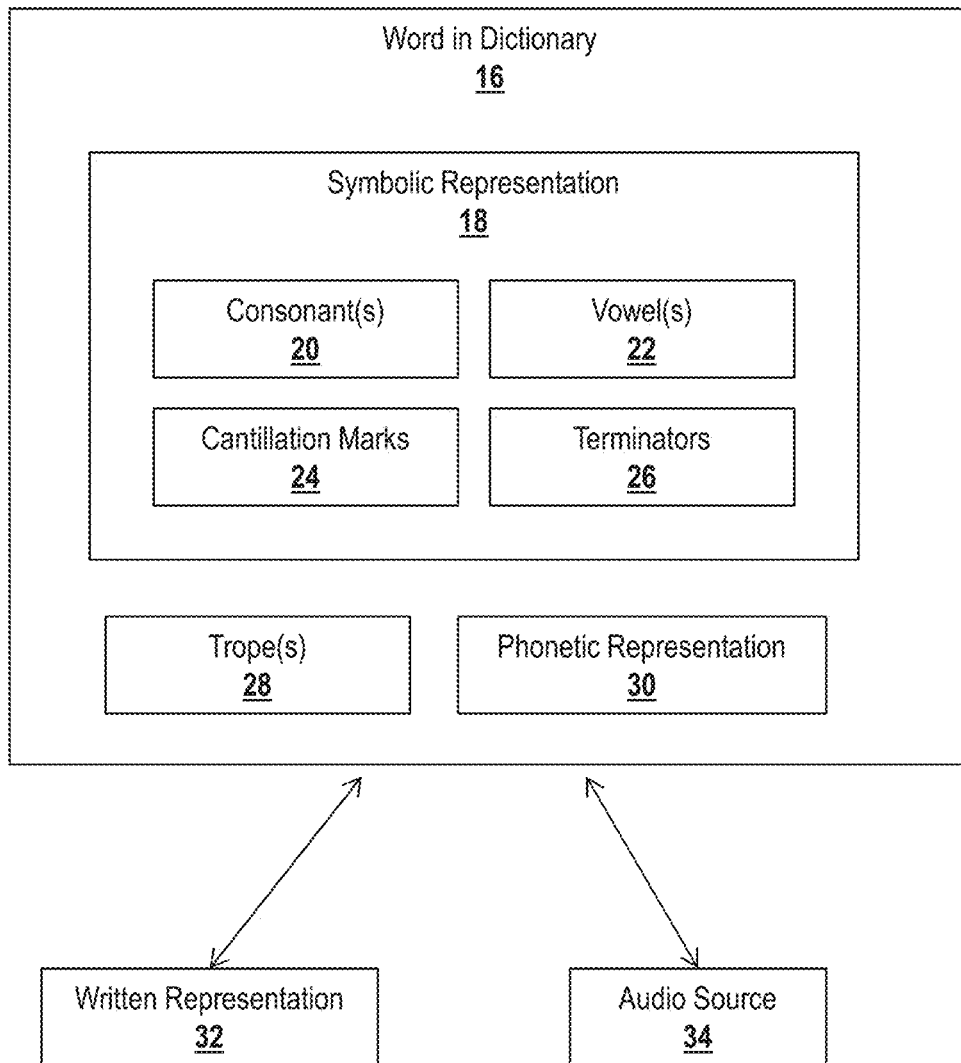 Word in Dictionary
16
Symbolic Representation
18
Consonant(s)
20
Vowel(s)
22
Cantillation Marks
24
Terminators
26
Trope(s)
28
Phonetic Representation
30
Written Representation
32
Audio Source
34